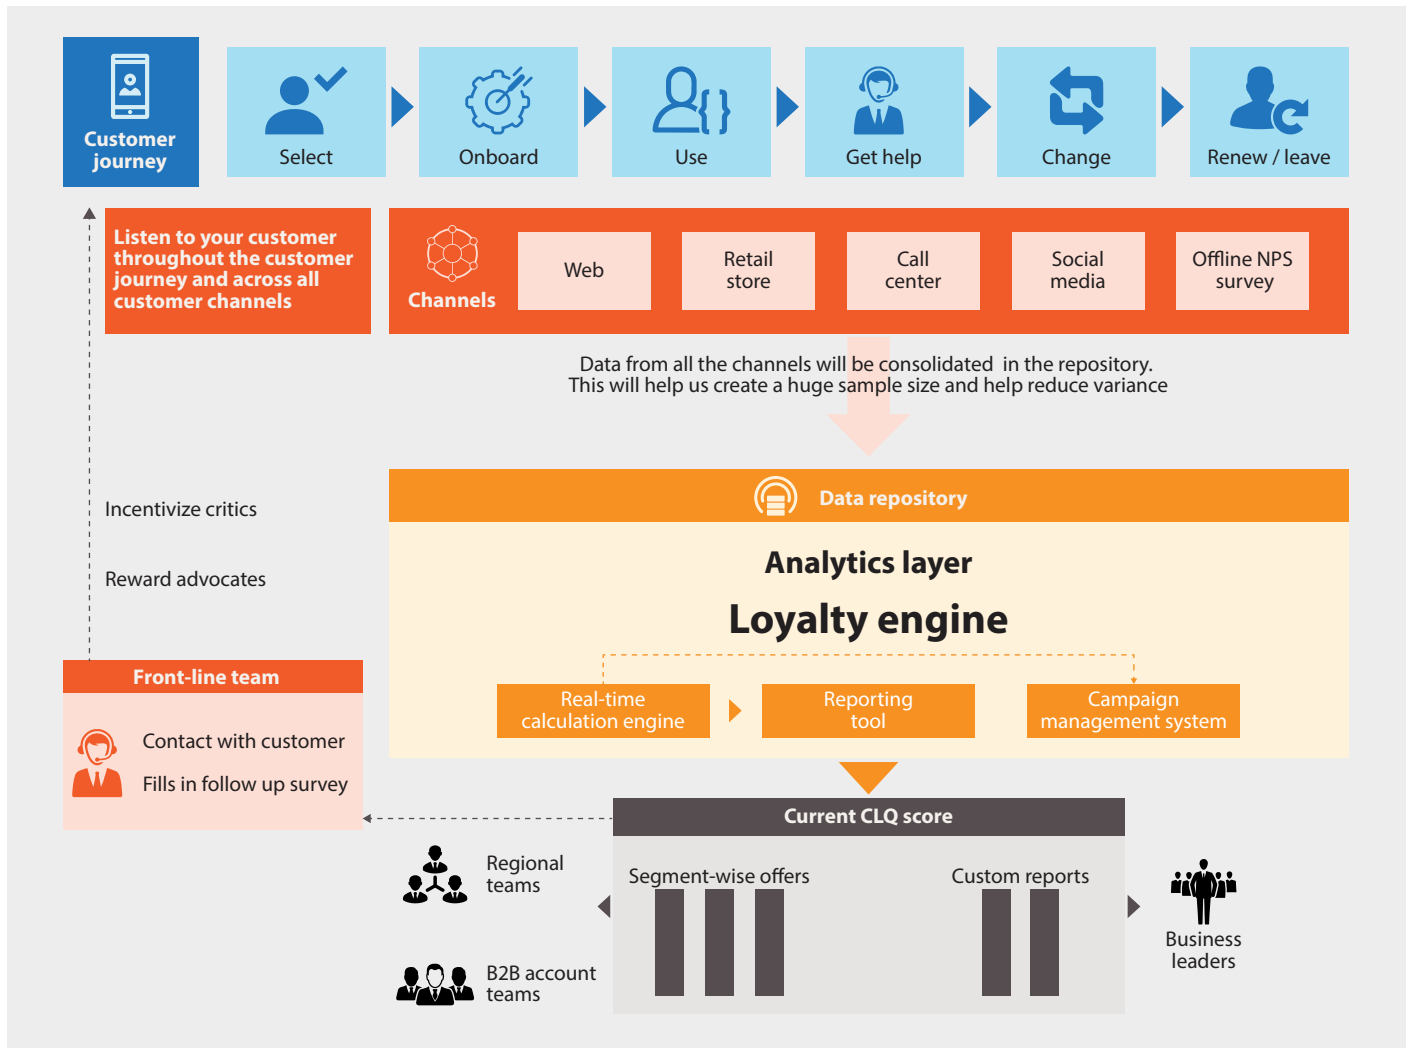 Customer
journey
Select
Onboard
Use
Get help
Change
Renew / leave
Listen to your customer
throughout the customer
journey and across all
customer channels
Channels
Web
Retail
store
Call
center
Social
media
Offline NPS
survey
Data from all the channels will be consolidated in the repository.
This will help us create a huge sample size and help reduce variance
Incentivize critics
Reward advocates
Data repository
Analytics layer
Loyalty engine
Real-time
calculation engine
Reporting
tool
Campaign
management system
Front-line team
Contact with customer
Fills in follow up survey
Current CLQ score
Regional
teams
B2B account
teams
Segment-wise offers
Custom reports
Business
leaders